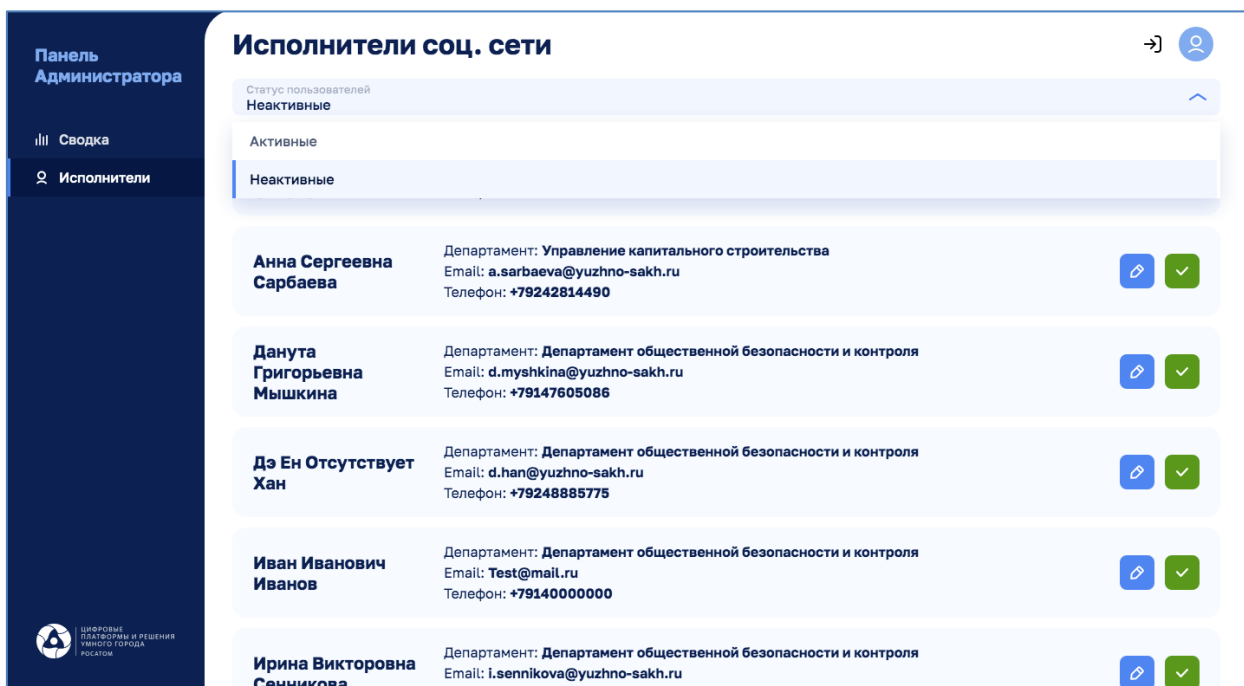 Панель
Администратора
Сводка
Исполнители
ЦИФРОВЫЕ
ПЛАТФОРМЫ И РЕШЕНИЯ
УМНОГО ГОРОДА
РОСАТОМ
Исполнители соц. сети
Статус пользователей
Неактивные
Активные
Неактивные
Анна Сергеевна
Сарбаева
Департамент: Управление капитального строительства
Email: a.sarbaeva@yuzhno-sakh.ru
Телефон: +79242814490
Данута
Григорьевна
Мышкина
Департамент: Департамент общественной безопасности и контроля
Email: d.myshkina@yuzhno-sakh.ru
Телефон: +79147605086
Дэ Ен Отсутствует
Хан
Департамент: Департамент общественной безопасности и контроля
Email: d.han@yuzhno-sakh.ru
Телефон: +79248885775
Иван Иванович
Иванов
Департамент: Департамент общественной безопасности и контроля
Email: Test@mail.ru
Телефон: +79140000000
Ирина Викторовна
Сенникова
Департамент: Департамент общественной безопасности и контроля
Email: i.sennikova@yuzhno-sakh.ru